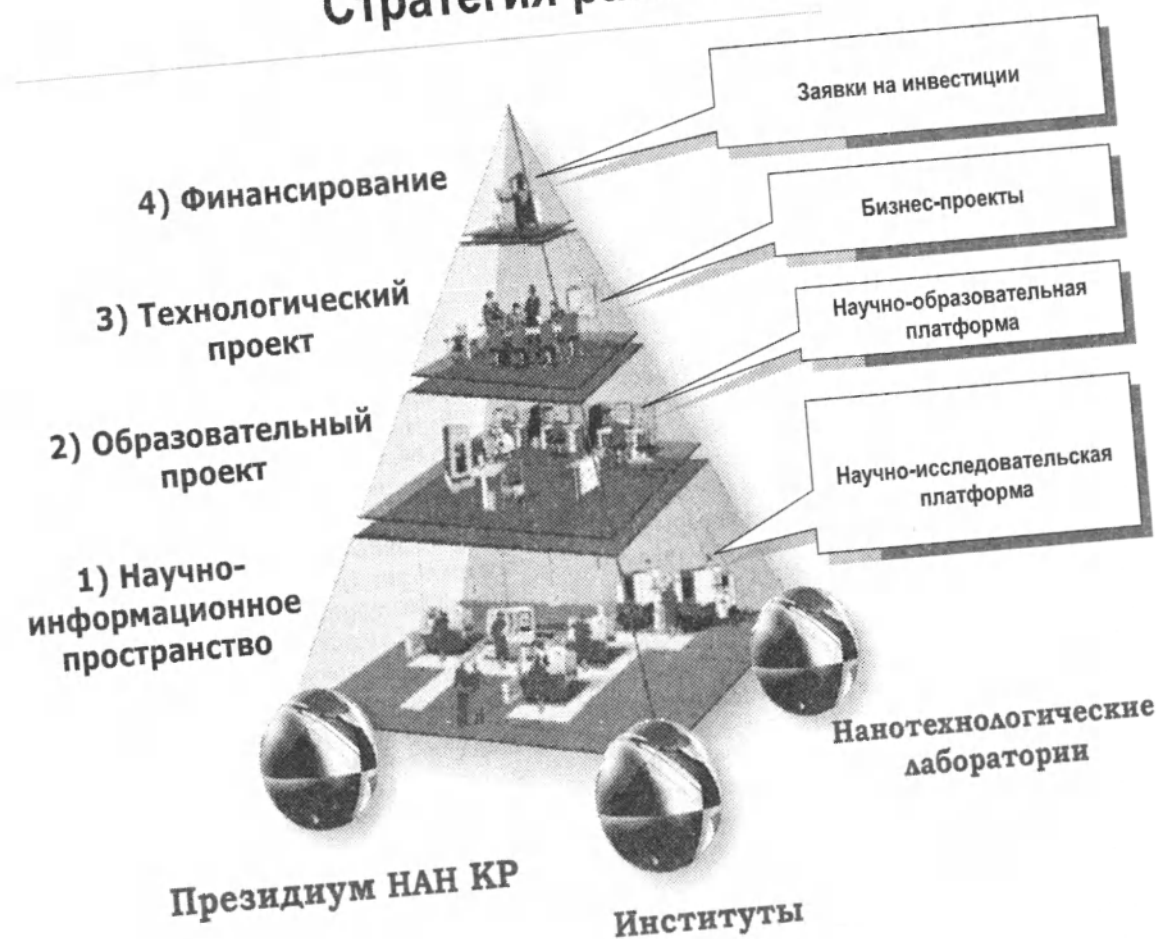 Стратегия
Заявки на инвестиции
4) Финансирование
Бизнес-проекты
3) Технологический
проект
Научно-образовательная
платформа
2) Образовательный
проект
Научно-исследовательская
платформа
1) Научно-
информационное
пространство
Нанотехнологические
лаборатории
Президиум НАН КР
Институты